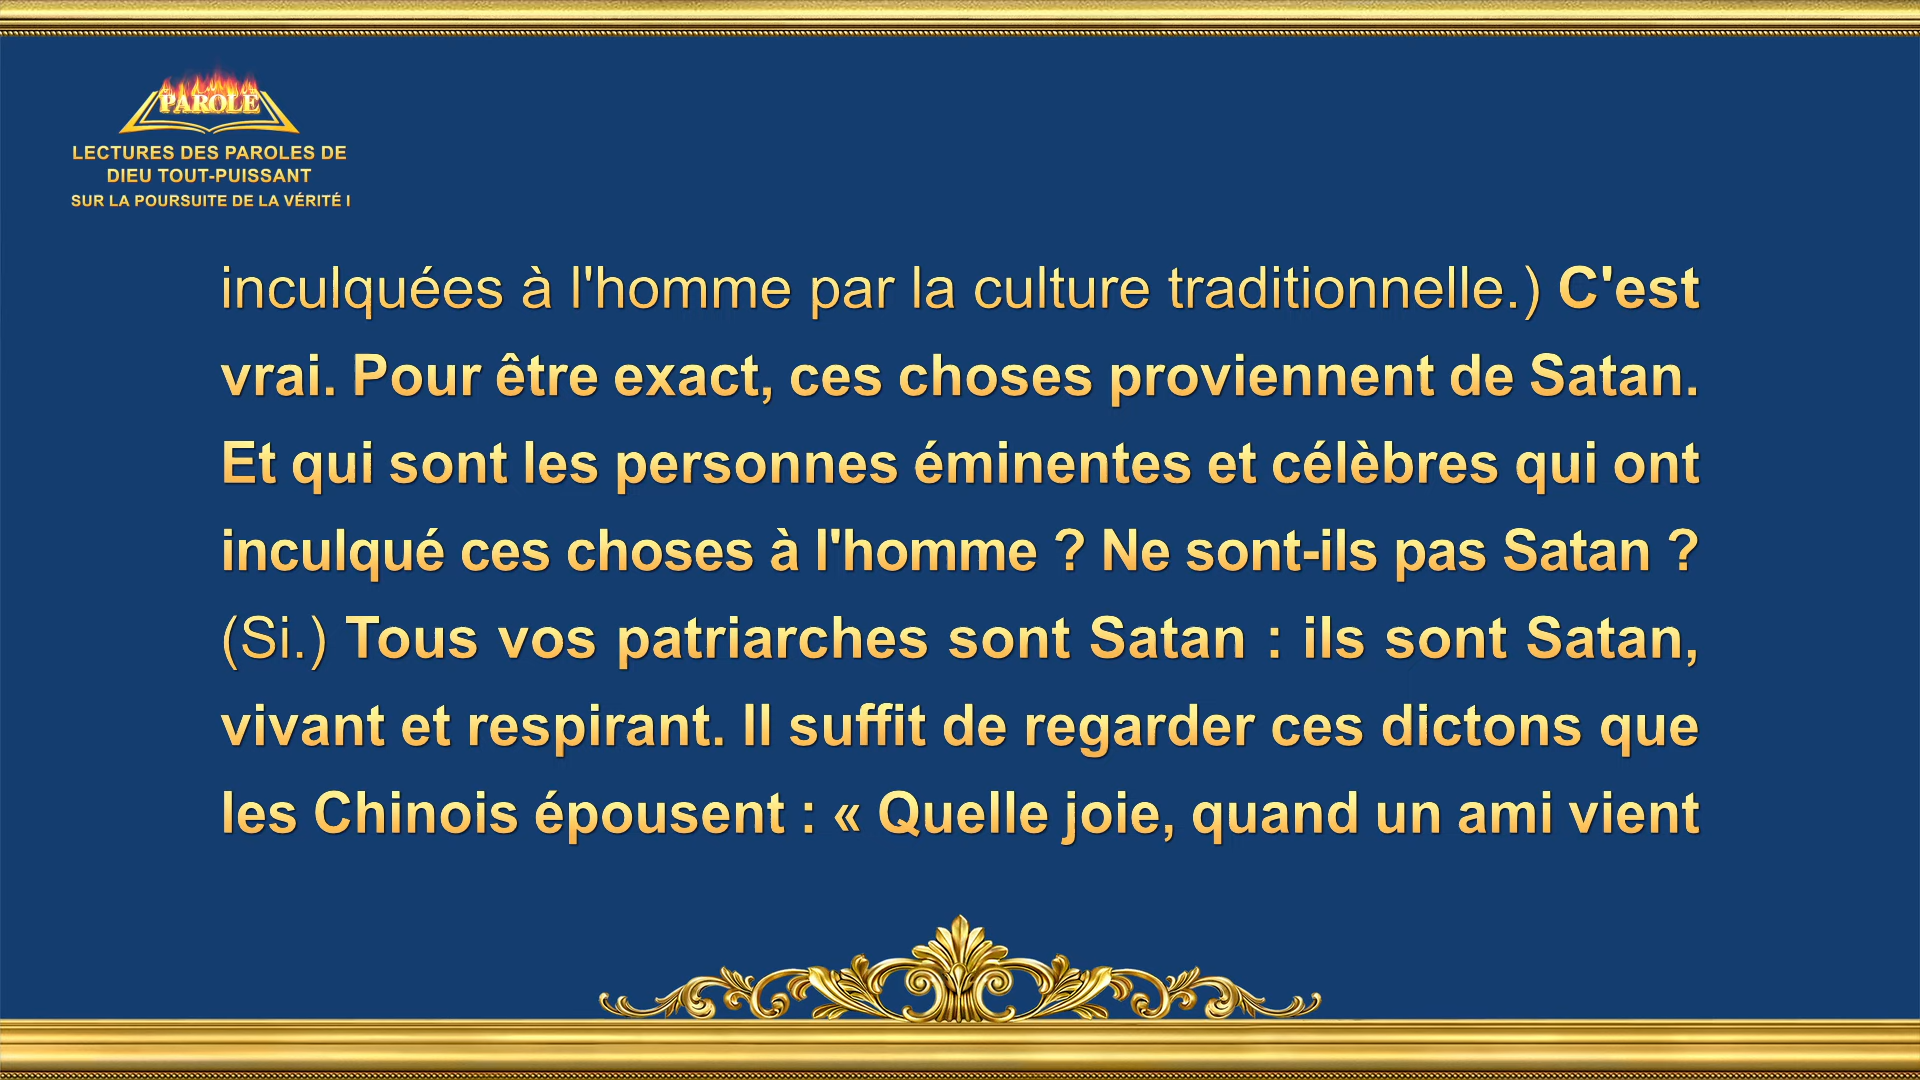 PAROLE
LECTURES DES PAROLES DE
DIEU TOUT-PUISSANT
SUR LA POURSUITE DE LA VÉRITÉ I
inculquées à l'homme par la culture traditionnelle.) C'est
vrai. Pour être exact, ces choses proviennent de Satan.
Et qui sont les personnes éminentes et célèbres qui ont
inculqué ces choses à l'homme ? Ne sont-ils pas Satan ?
(Si.) Tous vos patriarches sont Satan : ils sont Satan,
vivant et respirant. Il suffit de regarder ces dictons que
les Chinois épousent : « Quelle joie, quand un ami vient